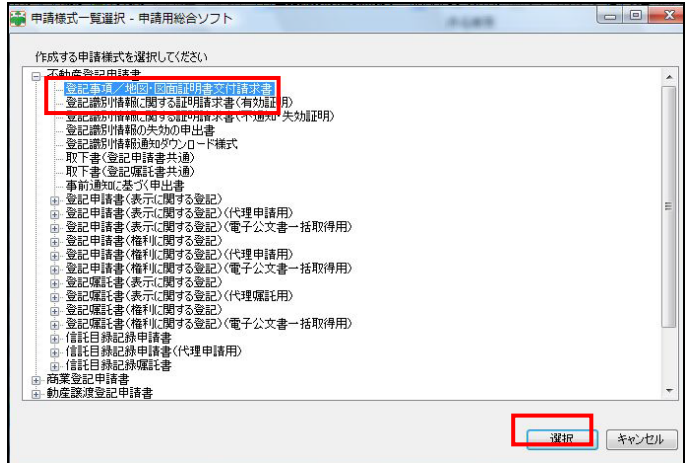 申請様式一覧選択 - 申請用総合ソフト
作成する申請様式を選択してください
不動産登記申請書
登記事項／地図・図面証明書交付請求書
登記識別情報に関する証明請求書(有効証明)
登記識別情報に関する証明請求書(不通知・失効証明)
登記識別情報の失効の申出書
登記識別情報通知ダウンロード様式
取下書(登記申請書共通)
取下書(登記嘱託書共通)
事前通知に基づく申出書
登記申請書(表示に関する登記)
登記申請書(表示に関する登記)(代理申請用)
登記申請書(表示に関する登記)(電子公文書一括取得用)
登記申請書(権利に関する登記)
登記申請書(権利に関する登記)(代理申請用)
登記申請書(権利に関する登記)(電子公文書一括取得用)
登記嘱託書(表示に関する登記)
登記嘱託書(表示に関する登記)(代理嘱託用)
登記嘱託書(権利に関する登記)
登記嘱託書(権利に関する登記)(電子公文書一括取得用)
信託目録記録申請書
信託目録記録申請書(代理申請用)
信託目録記録嘱託書
商業登記申請書
動産譲渡登記申請書
選択 キャンセル